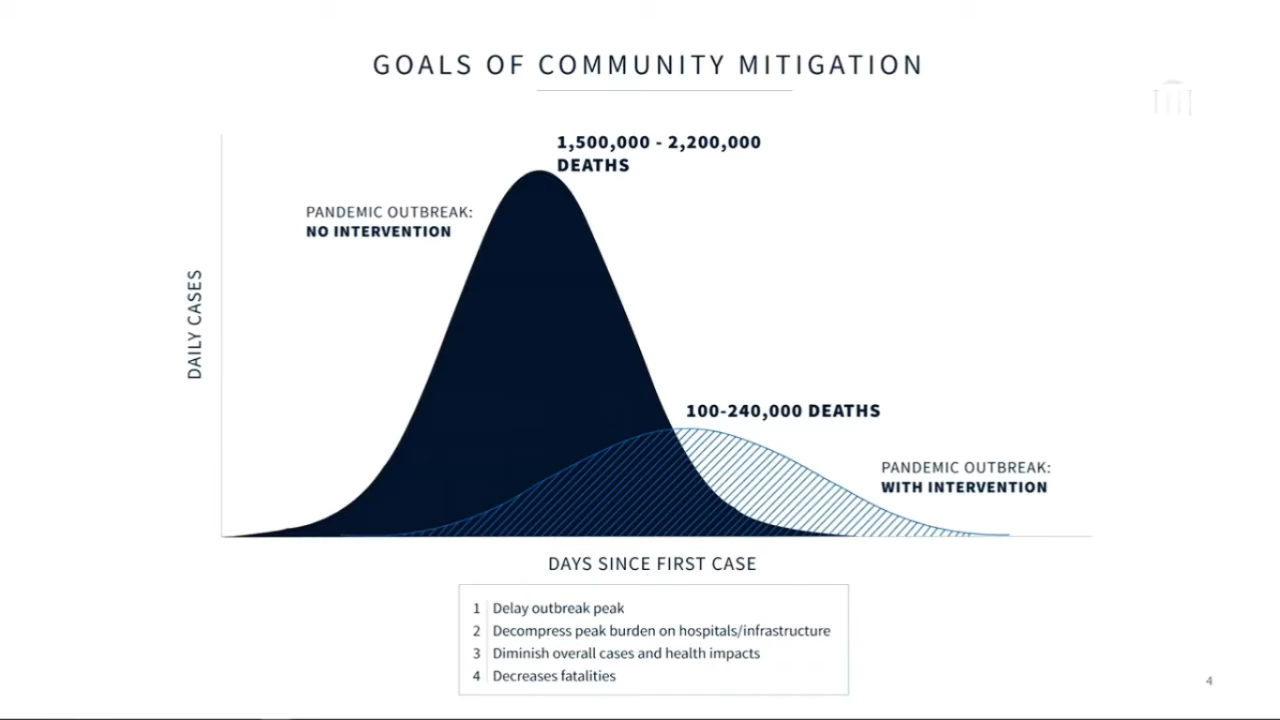 GOALS OF COMMUNITY MITIGATION
1,500,000 - 2,200,000
DEATHS
PANDEMIC OUTBREAK:
NO INTERVENTION
DAILY CASES
100-240,000 DEATHS
PANDEMIC OUTBREAK:
WITH INTERVENTION
DAYS SINCE FIRST CASE
1 Delay outbreak peak
2 Decompress peak burden on hospitals/infrastructure
3 Diminish overall cases and health impacts
4 Decreases fatalities
4